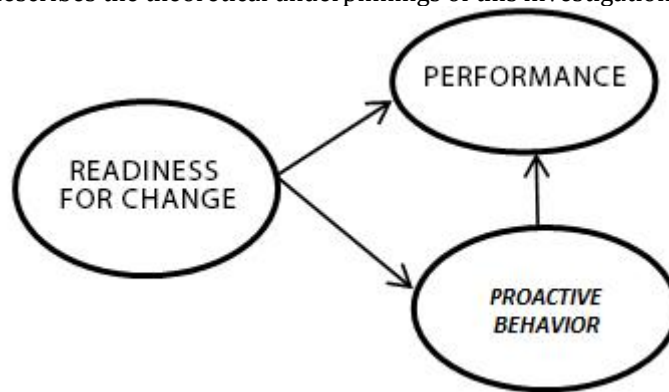 describes the theoretical underpinnings of this investigation
PERFORMANCE
READINESS
FOR CHANGE
PROACTIVE
BEHAVIOR